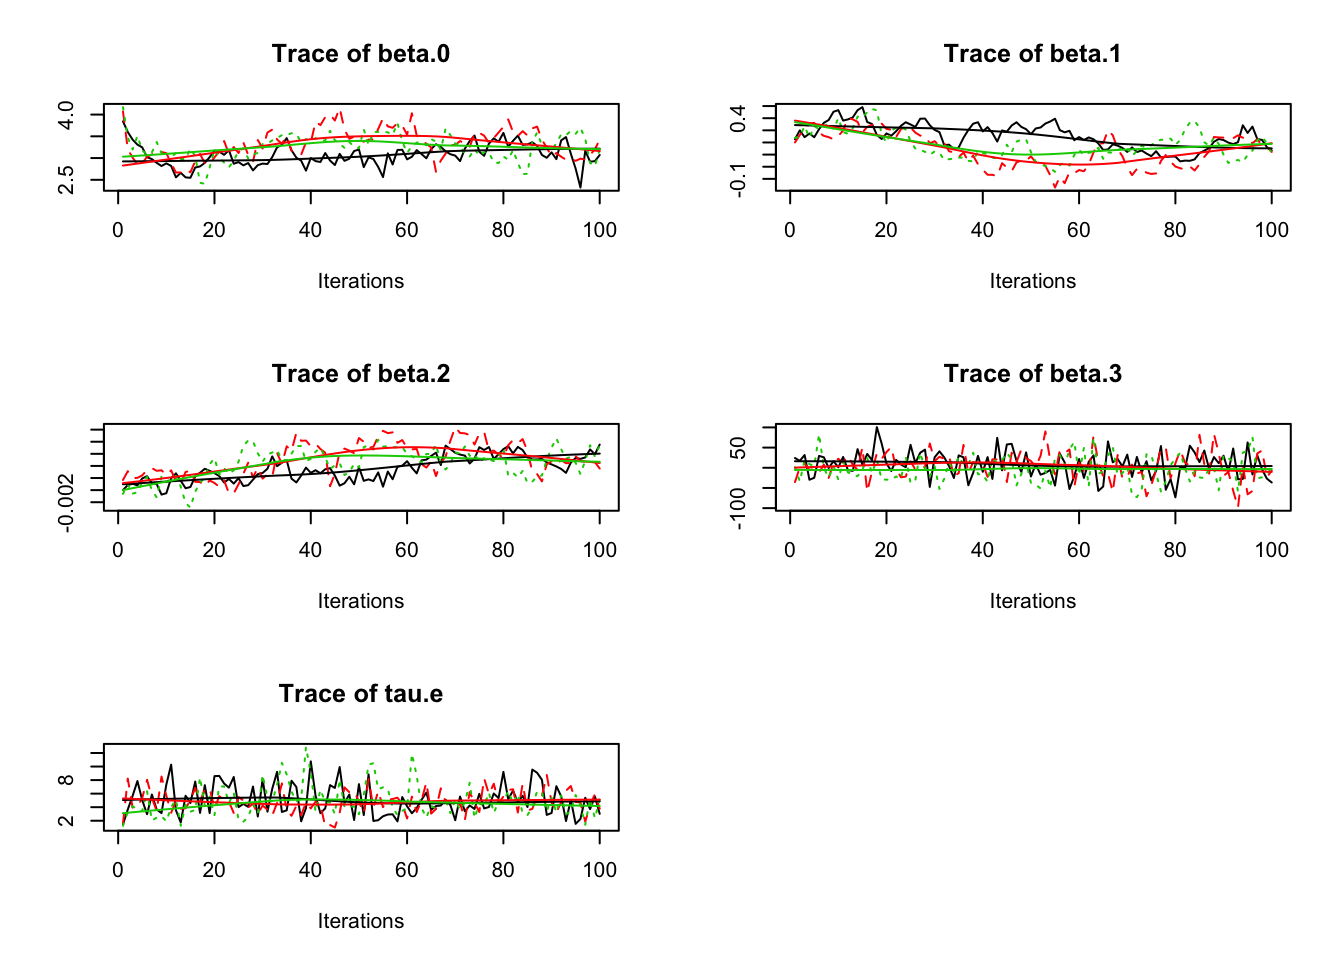 Trace of beta.0
4.0
2.5
0 20 40 60 80 100
Iterations
Trace of beta.1
0.4
-0.1
0 20 40 60 80 100
Iterations
Trace of beta.2
-0.002
0 20 40 60 80 100
Iterations
Trace of beta.3
50
-100
0 20 40 60 80 100
Iterations
Trace of tau.e
8
2
0 20 40 60 80 100
Iterations